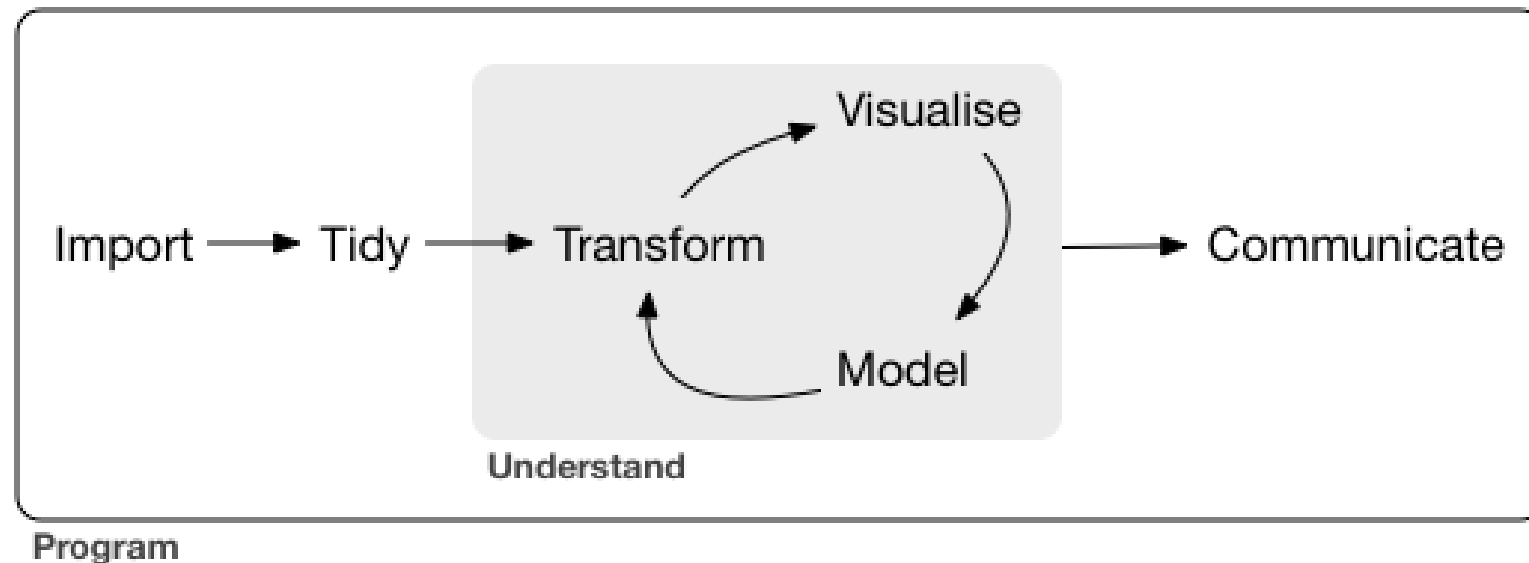 Visualise
Import Tidy Transform Communicate
Model
Understand
Program